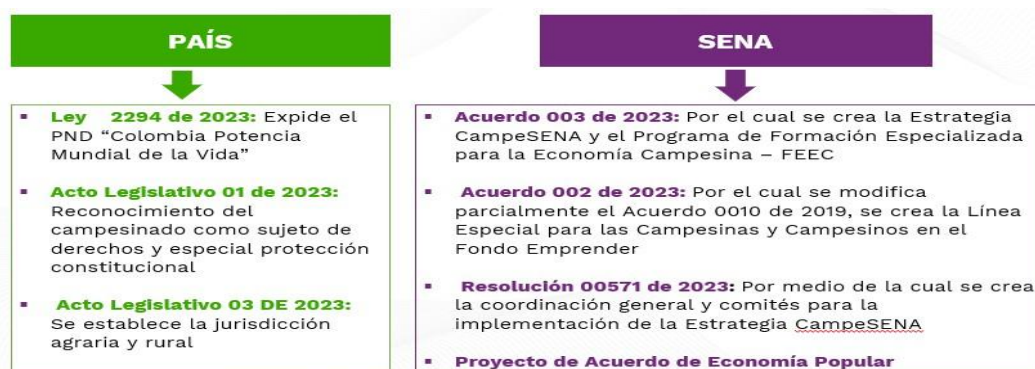 PAÍS
▪ Ley 2294 de 2023: Expide el
PND “Colombia Potencia
Mundial de la Vida”
▪ Acto Legislativo 01 de 2023:
Reconocimiento del
campesinado como sujeto de
derechos y especial protección
constitucional
▪ Acto Legislativo 03 DE 2023:
Se establece la jurisdicción
agraria y rural
SENA
▪ Acuerdo 003 de 2023: Por el cual se crea la Estrategia
CampeSENA y el Programa de Formación Especializada
para la Economía Campesina – FEEC
▪ Acuerdo 002 de 2023: Por el cual se modifica
parcialmente el Acuerdo 0010 de 2019, se crea la Línea
Especial para las Campesinas y Campesinos en el
Fondo Emprender
▪ Resolución 00571 de 2023: Por medio de la cual se crea
la coordinación general y comités para la
implementación de la Estrategia CampeSENA
▪ Proyecto de Acuerdo de Economía Popular